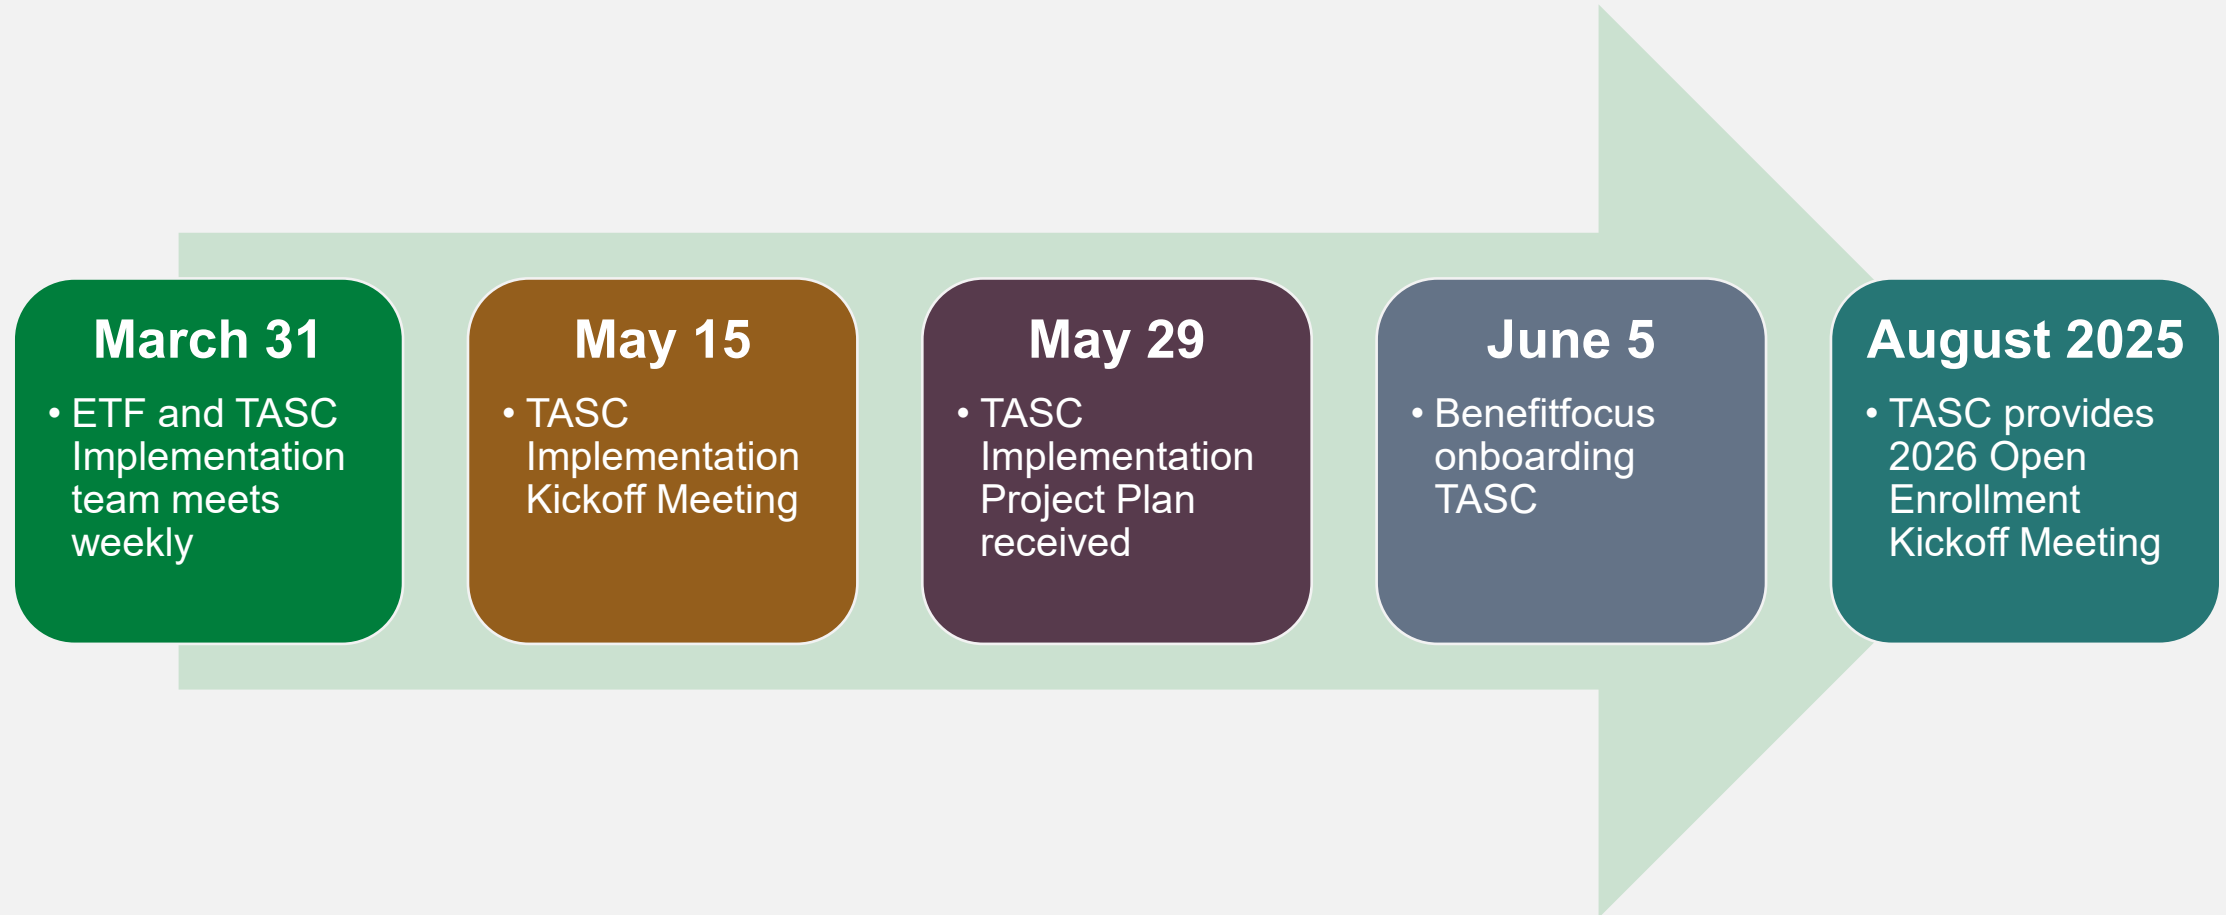 March 31
• ETF and TASC
Implementation
team meets
weekly
May 15
• TASC
Implementation
Kickoff Meeting
May 29
• TASC
Implementation
Project Plan
received
June 5
• Benefitfocus
onboarding
TASC
August 2025
• TASC provides
2026 Open
Enrollment
Kickoff Meeting